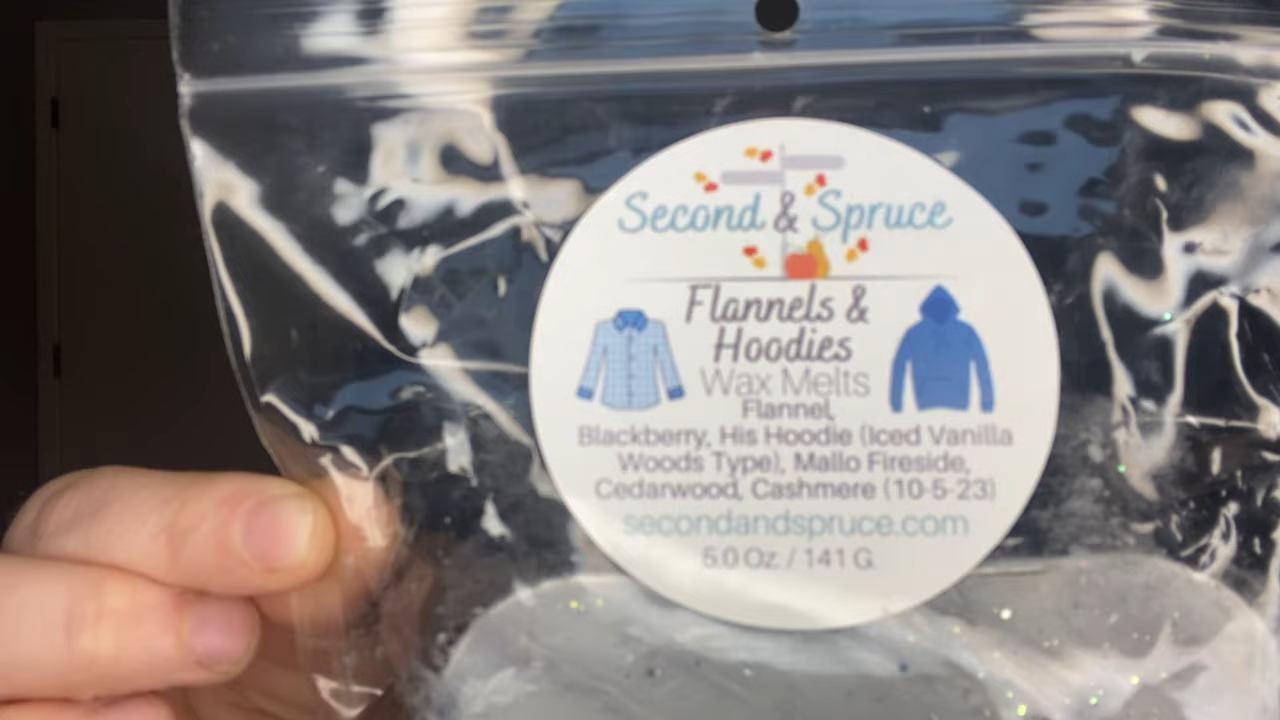 Second & Spruce
Flannels &
Hoodies
Wax Melts
Flannel,
Blackberry, His Hoodie (Iced Vanilla
Woods Type), Mallo Fireside,
Cedarwood, Cashmere (10-5-23)
secondandspruce.com
5.0 Oz. / 141 G.